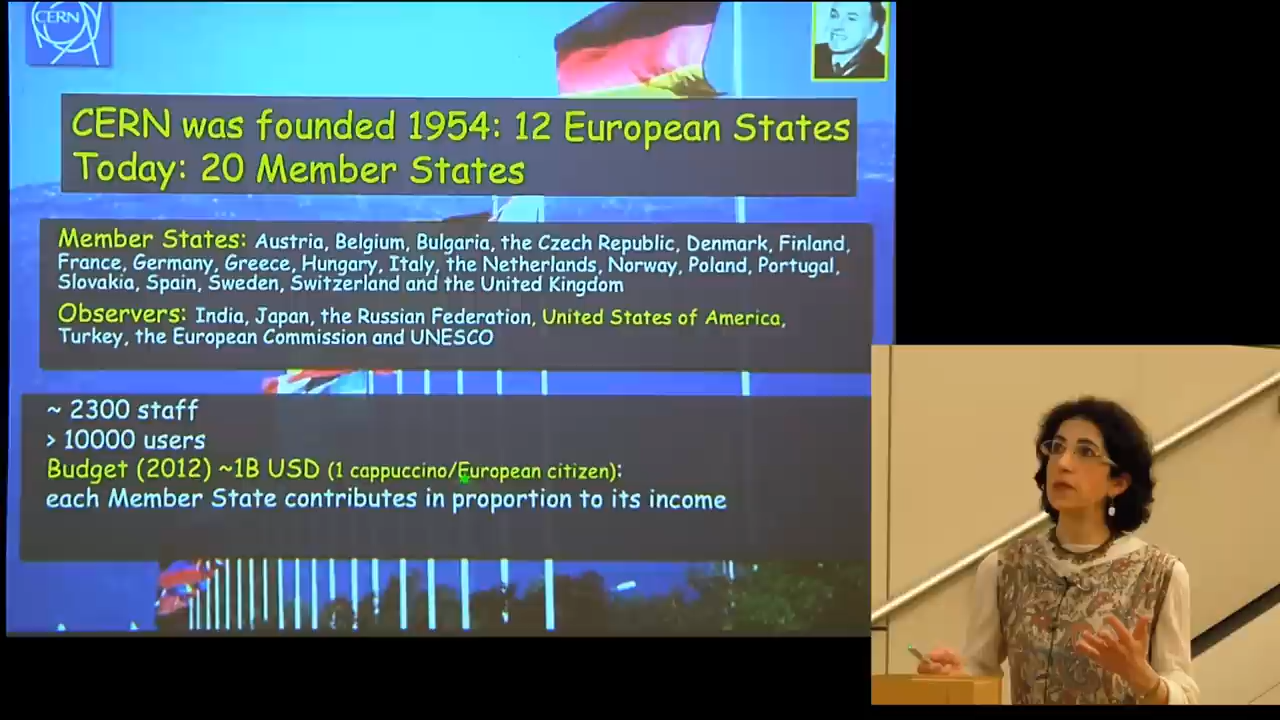 CERN
CERN was founded 1954: 12 European States
Today: 20 Member States
Member States: Austria, Belgium, Bulgaria, the Czech Republic, Denmark, Finland,
France, Germany, Greece, Hungary, Italy, the Netherlands, Norway, Poland, Portugal,
Slovakia, Spain, Sweden, Switzerland and the United Kingdom
Observers: India, Japan, the Russian Federation, United States of America,
Turkey, the European Commission and UNESCO
~ 2300 staff
> 10000 users
Budget (2012) ~1B USD (1 cappuccino/European citizen):
each Member State contributes in proportion to its income